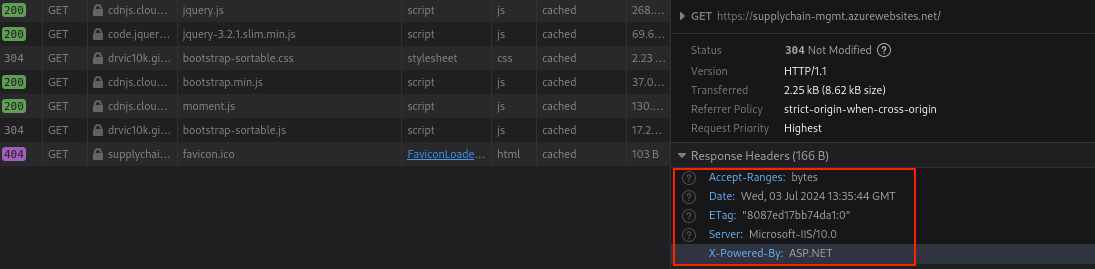 200 GET cdnjs.clou... jquery.js script js cached 268....
200 GET code.jquer... jquery-3.2.1.slim.min.js script js cached 69.6...
304 GET drvic10k.gi... bootstrap-sortable.css stylesheet css cached 2.23 ...
200 GET cdnjs.clou... bootstrap.min.js script js cached 37.0...
200 GET cdnjs.clou... moment.js script js cached 130....
304 GET drvic10k.gi... bootstrap-sortable.js script js cached 17.2...
404 GET supplychai... favicon.ico FaviconLoade... html cached 103 B
GET https://supplychain-mgmt.azurewebsites.net/
Status 304 Not Modified ?
Version HTTP/1.1
Transferred 2.25 kB (8.62 kB size)
Referrer Policy strict-origin-when-cross-origin
Request Priority Highest
Response Headers (166 B)
? Accept-Ranges: bytes
? Date: Wed, 03 Jul 2024 13:35:44 GMT
? ETag: "8087ed17bb74da1:0"
? Server: Microsoft-IIS/10.0
X-Powered-By: ASP.NET